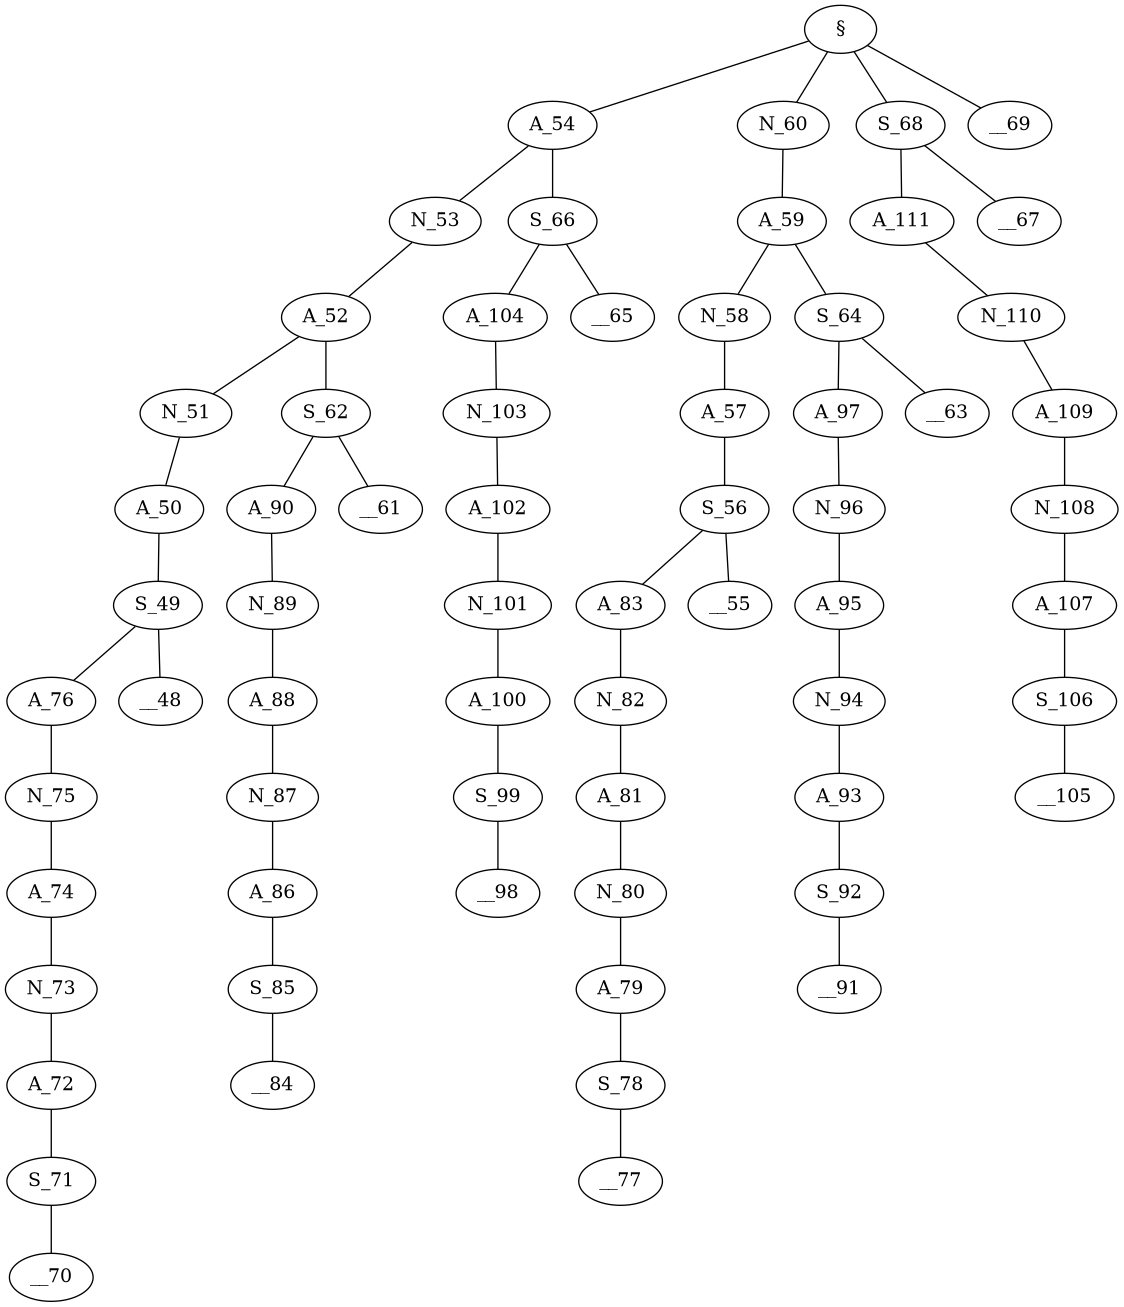 §
A_54 N_60 S_68 __69
N_53 S_66 A_59 A_111 __67
A_52 A_104 __65 N_58 S_64 N_110
N_51 S_62 N_103 A_57 A_97 __63 A_109
A_50 A_90 __61 A_102 S_56 N_96 N_108
S_49 N_89 N_101 A_83 __55 A_95 A_107
A_76 __48 A_88 A_100 N_82 N_94 S_106
N_75 N_87 S_99 A_81 A_93 __105
A_74 A_86 __98 N_80 S_92
N_73 S_85 A_79 __91
A_72 __84 S_78
S_71 __77
__70